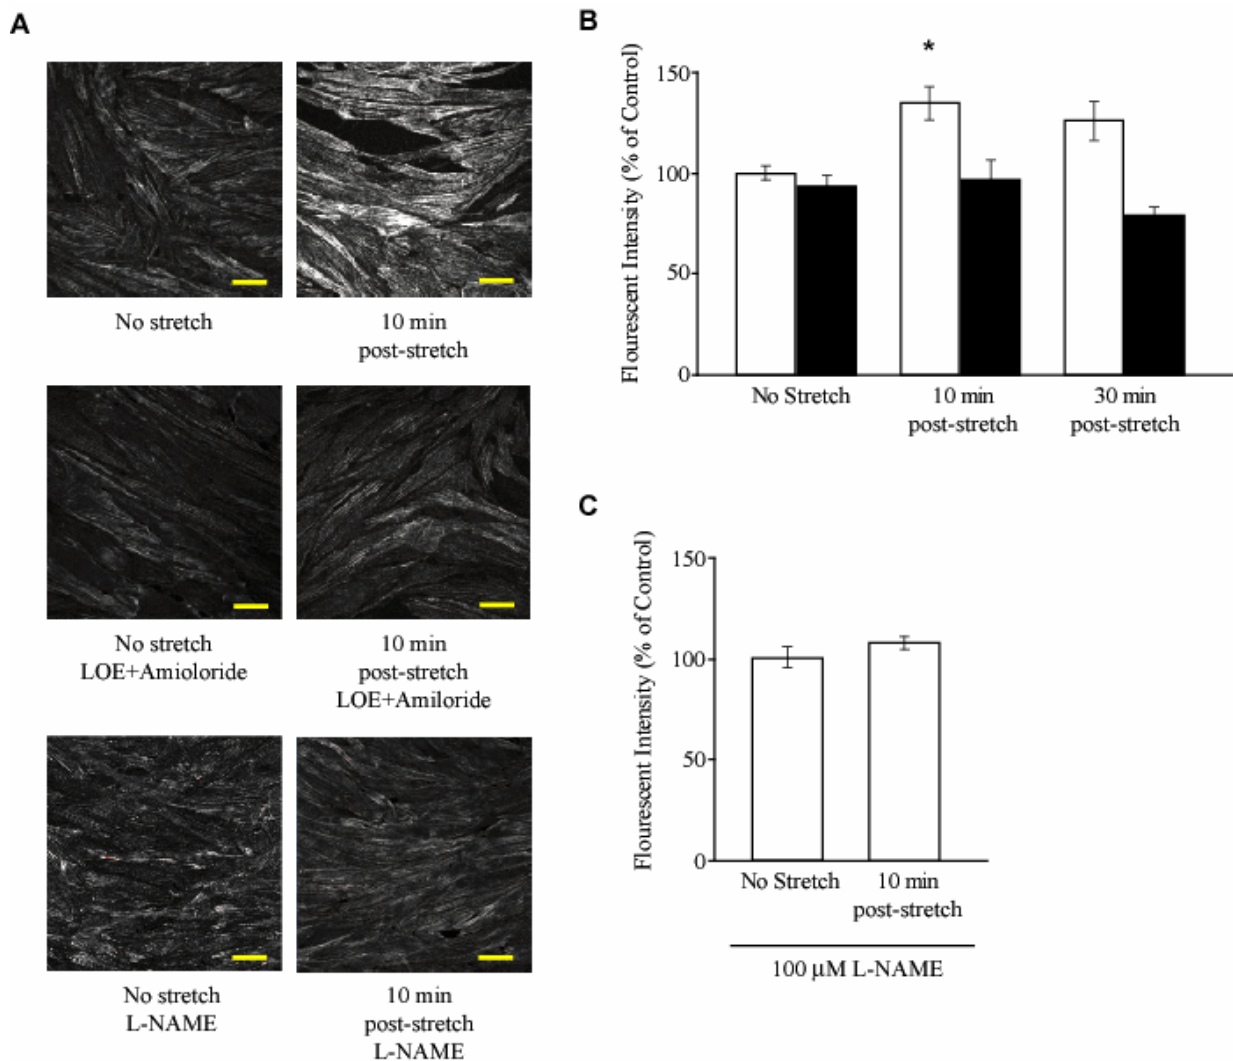 A
No stretch
10 min
post-stretch
No stretch
LOE+Amioloride
10 min
post-stretch
LOE+Amiloride
No stretch
L-NAME
10 min
post-stretch
L-NAME
B
Flourescent Intensity (% of Control)
150
100
50
0
*
No Stretch
10 min
post-stretch
30 min
post-stretch
C
Flourescent Intensity (% of Control)
150
100
50
0
No Stretch
10 min
post-stretch
100 µM L-NAME